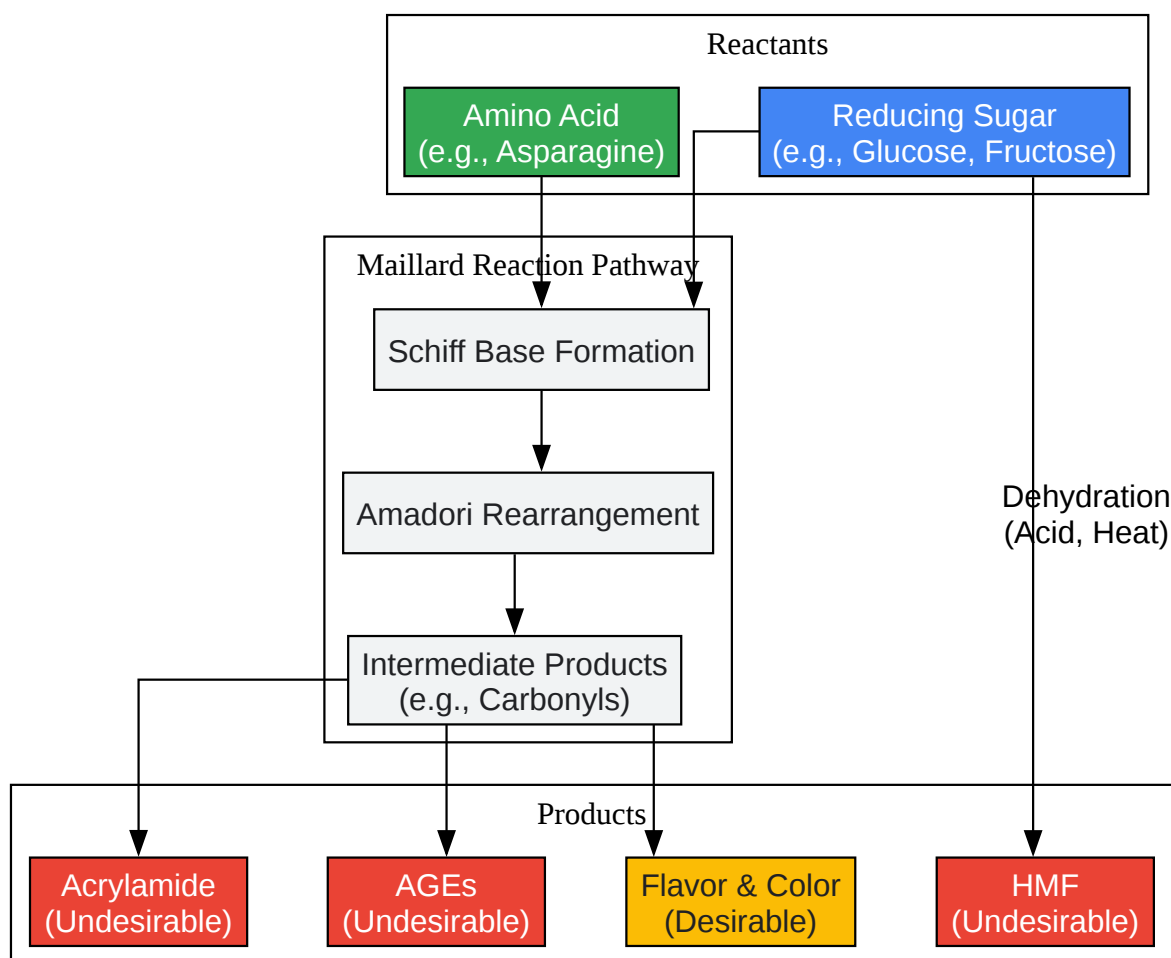 Reactants
Amino Acid
(e.g., Asparagine)
Reducing Sugar
(e.g., Glucose, Fructose)
Maillard Reaction Pathway
Schiff Base Formation
Amadori Rearrangement
Dehydration
(Acid, Heat)
Intermediate Products
(e.g., Carbonyls)
Products
Acrylamide
(Undesirable)
AGEs
(Undesirable)
Flavor & Color
(Desirable)
HMF
(Undesirable)